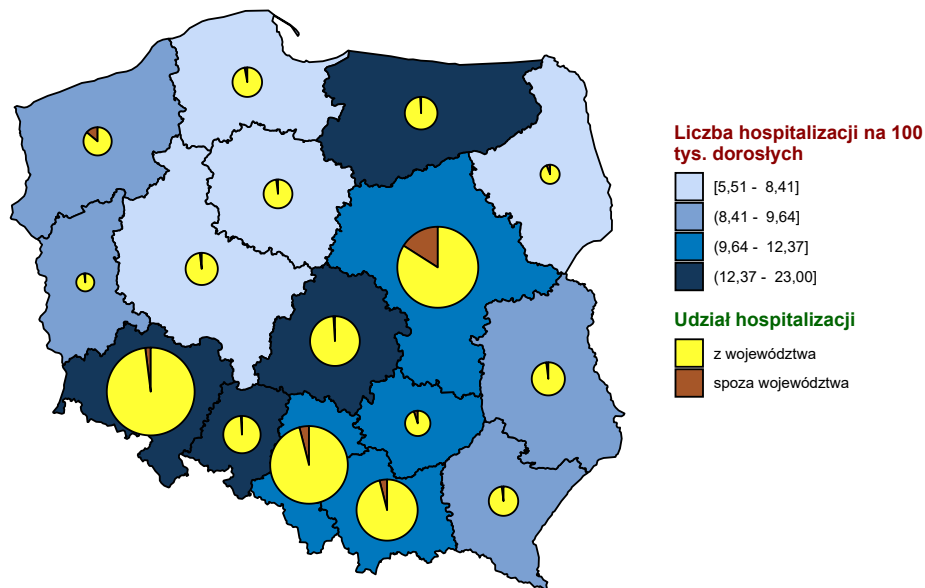 Liczba hospitalizacji na 100
tys. dorosłych
[5,51 - 8,41]
(8,41 - 9,64]
(9,64 - 12,37]
(12,37 - 23,00]
Udział hospitalizacji
z województwa
spoza województwa